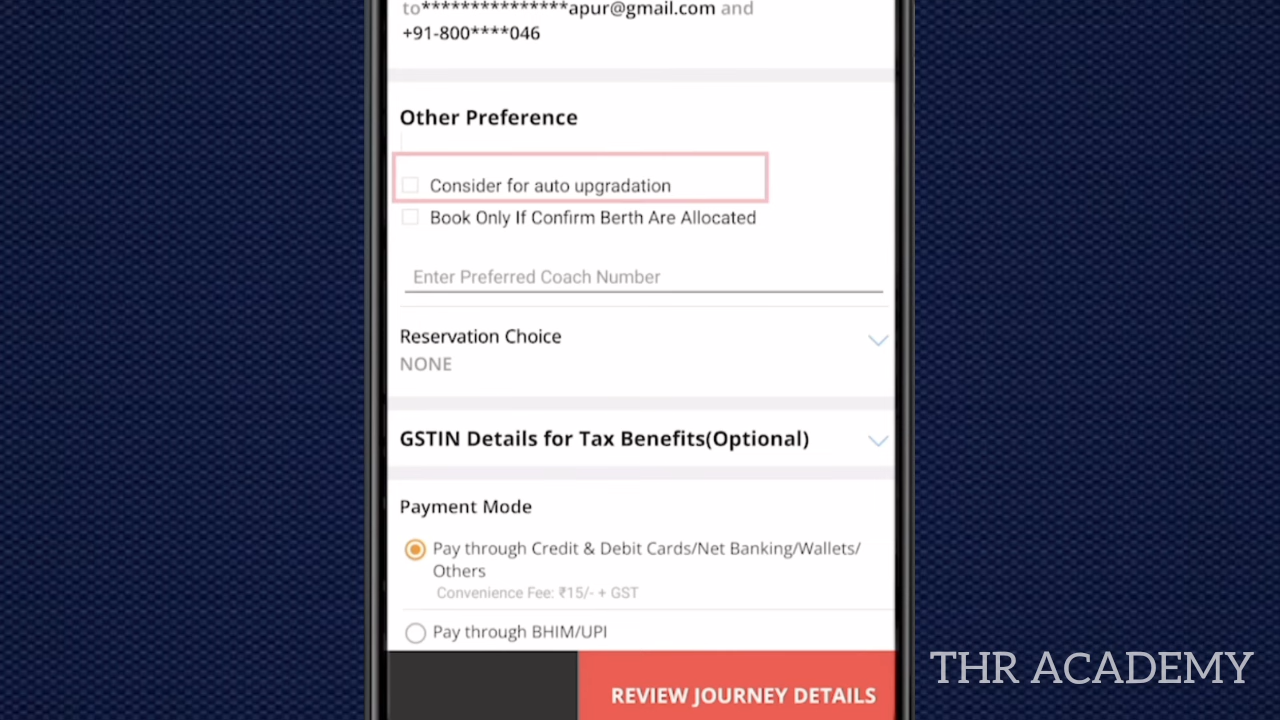 to***************apur@gmail.com and
+91-800****046
Other Preference
Consider for auto upgradation
Book Only If Confirm Berth Are Allocated
Enter Preferred Coach Number
Reservation Choice
NONE
GSTIN Details for Tax Benefits(Optional)
Payment Mode
Pay through Credit & Debit Cards/Net Banking/Wallets/
Others
Convenience Fee: ₹15/- + GST
Pay through BHIM/UPI
REVIEW JOURNEY DETAILS
THR ACADEMY